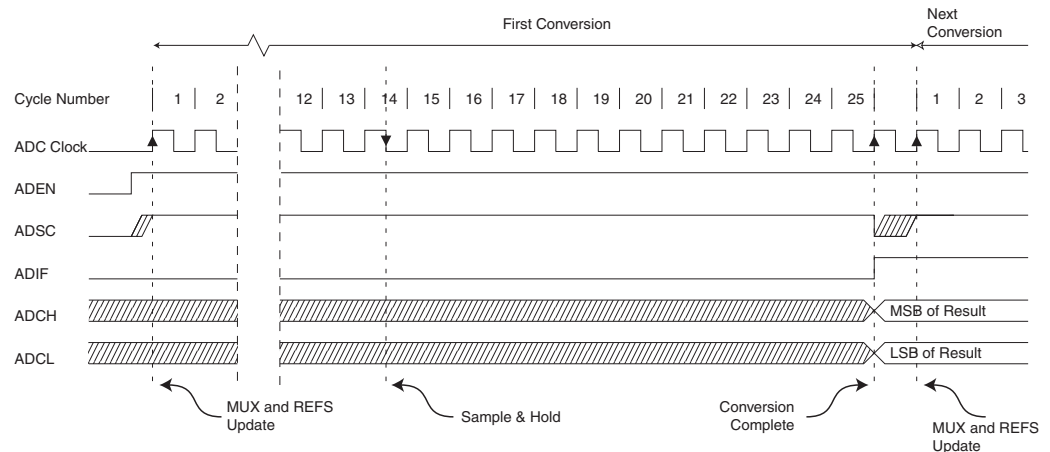 First Conversion
Next
Conversion
Cycle Number 1 2 12 13 14 15 16 17 18 19 20 21 22 23 24 25 1 2 3
ADC Clock
ADEN
ADSC
ADIF
ADCH MSB of Result
ADCL LSB of Result
MUX and REFS
Update
Sample & Hold
Conversion
Complete
MUX and REFS
Update